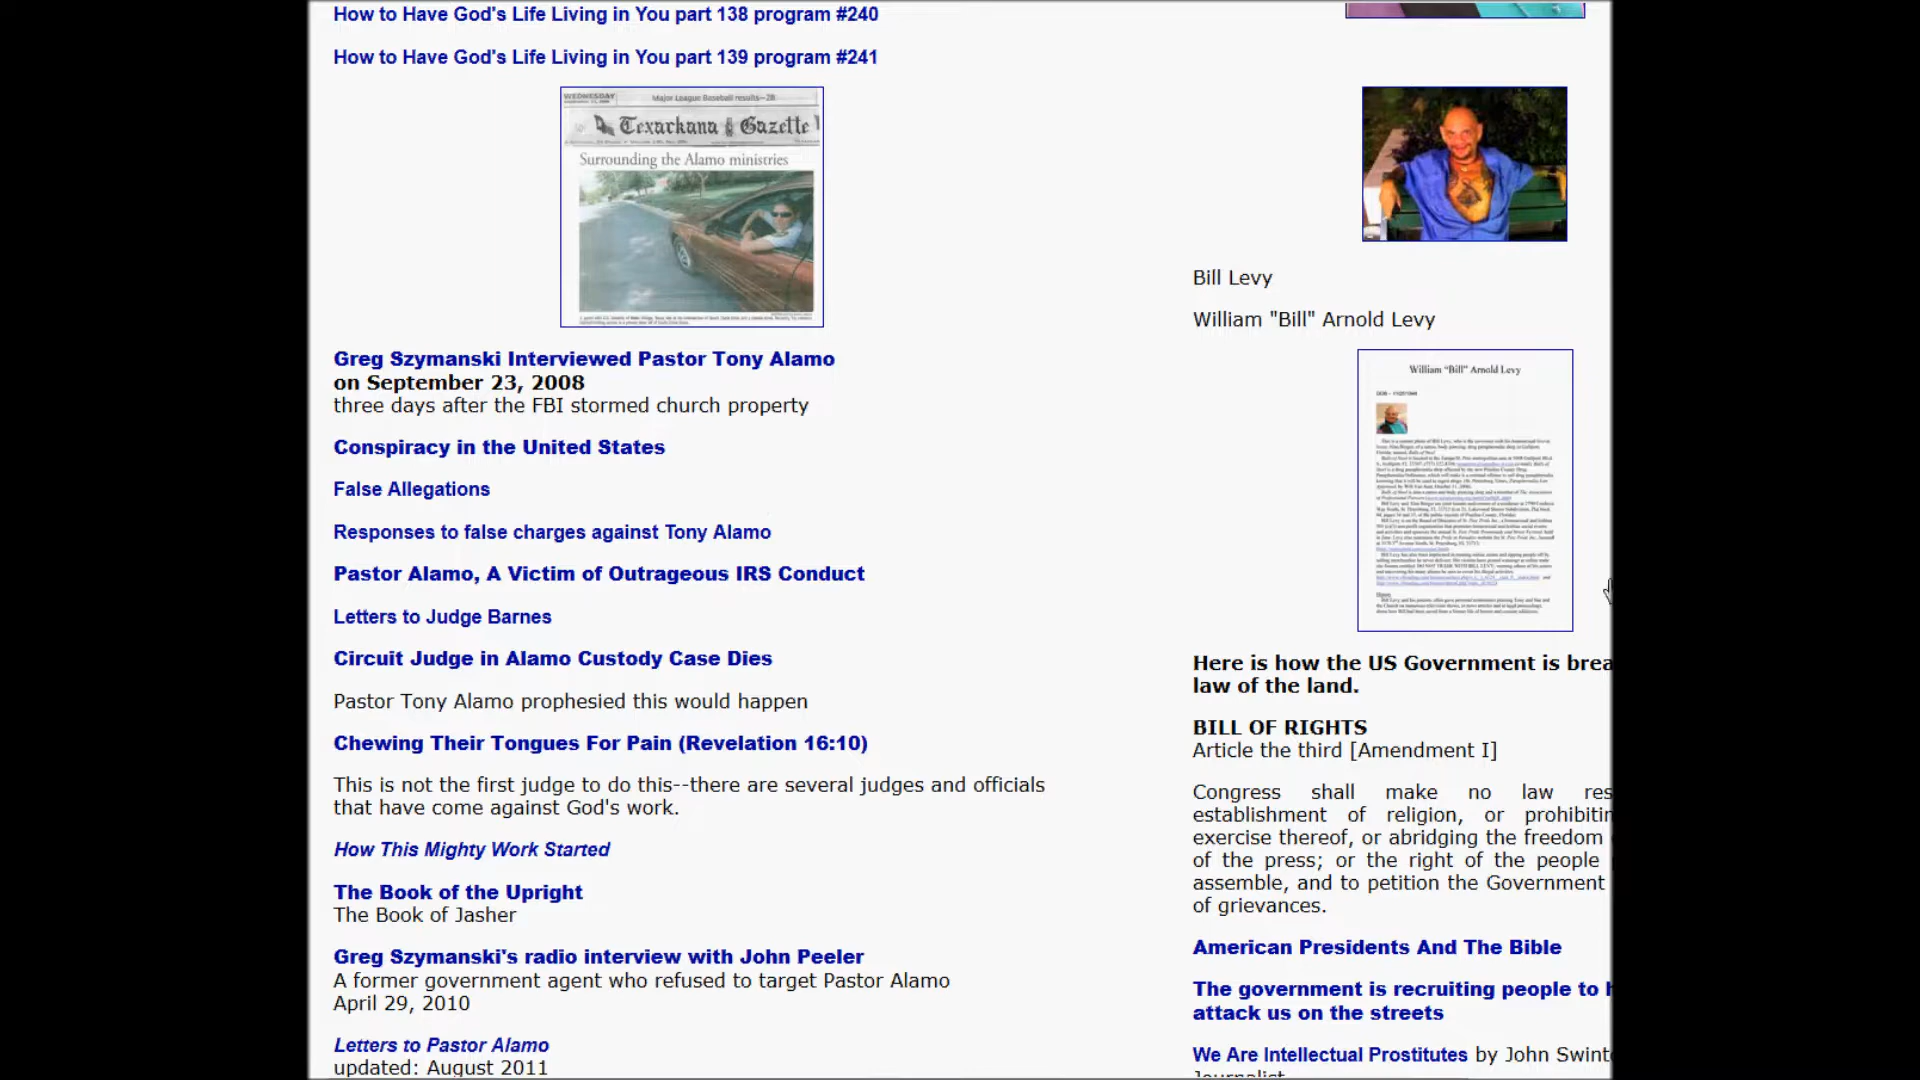 How to Have God's Life Living in You part 138 program #240
How to Have God's Life Living in You part 139 program #241
WEDNESDAY
Major League Baseball results—2B
Texarkana Gazette
Surrounding the Alamo ministries
Greg Szymanski Interviewed Pastor Tony Alamo
on September 23, 2008
three days after the FBI stormed church property
Conspiracy in the United States
False Allegations
Responses to false charges against Tony Alamo
Pastor Alamo, A Victim of Outrageous IRS Conduct
Letters to Judge Barnes
Circuit Judge in Alamo Custody Case Dies
Pastor Tony Alamo prophesied this would happen
Chewing Their Tongues For Pain (Revelation 16:10)
This is not the first judge to do this--there are several judges and officials
that have come against God's work.
How This Mighty Work Started
The Book of the Upright
The Book of Jasher
Greg Szymanski's radio interview with John Peeler
A former government agent who refused to target Pastor Alamo
April 29, 2010
Letters to Pastor Alamo
updated: August 2011
Bill Levy
William "Bill" Arnold Levy
William "Bill" Arnold Levy
Here is how the US Government is brea
law of the land.
BILL OF RIGHTS
Article the third [Amendment I]
Congress shall make no law res
establishment of religion, or prohibitin
exercise thereof, or abridging the freedom
of the press; or the right of the people
assemble, and to petition the Government
of grievances.
American Presidents And The Bible
The government is recruiting people to h
attack us on the streets
We Are Intellectual Prostitutes by John Swint
Journalist